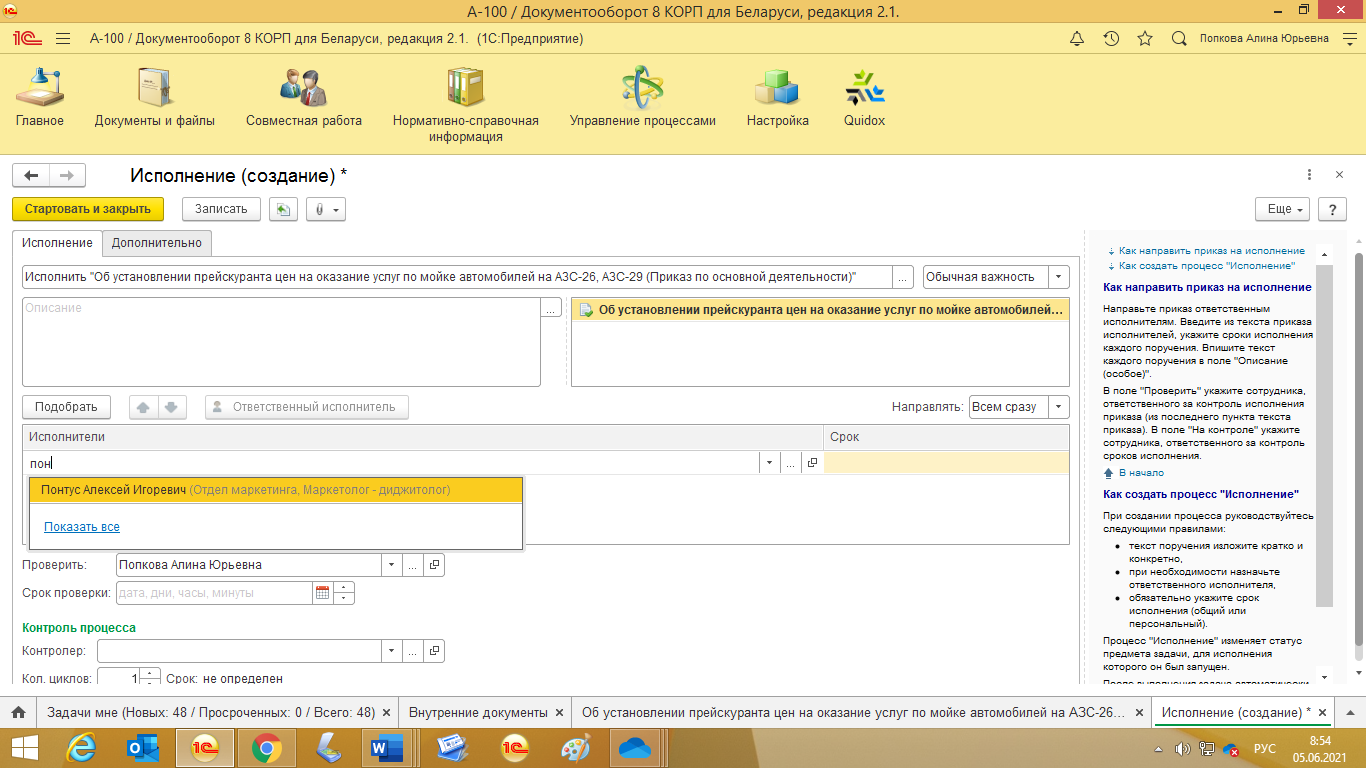 А-100 / Документооборот 8 КОРП для Беларуси, редакция 2.1.
А-100 / Документооборот 8 КОРП для Беларуси, редакция 2.1. (1С:Предприятие)
Попкова Алина Юрьевна
Главное
Документы и файлы
Совместная работа
Нормативно-справочная
информация
Управление процессами
Настройка
Quidox
Исполнение (создание) *
Стартовать и закрыть
Записать
Еще
?
Исполнение
Дополнительно
Исполнить "Об установлении прейскуранта цен на оказание услуг по мойке автомобилей на АЗС-26, АЗС-29 (Приказ по основной деятельности)"
...
Обычная важность
Описание
...
Об установлении прейскуранта цен на оказание услуг по мойке автомобилей...
Подобрать
Ответственный исполнитель
Направлять:
Всем сразу
Исполнители
Срок
пон
...
Понтус Алексей Игоревич (Отдел маркетинга, Маркетолог - диджитолог)
Показать все
Проверить:
Попкова Алина Юрьевна
...
Срок проверки:
дата, дни, часы, минуты
Контроль процесса
Контролер:
...
Кол. циклов:
1
Срок: не определен
Как направить приказ на исполнение
Как создать процесс "Исполнение"
Как направить приказ на исполнение
Направьте приказ ответственным
исполнителям. Введите из текста приказа
исполнителей, укажите сроки исполнения
каждого поручения. Впишите текст
каждого поручения в поле "Описание
(особое)".
В поле "Проверить" укажите сотрудника,
ответственного за контроль исполнения
приказа (из последнего пункта текста
приказа). В поле "На контроле" укажите
сотрудника, ответственного за контроль
сроков исполнения.
В начало
Как создать процесс "Исполнение"
При создании процесса руководствуйтесь
следующими правилами:
текст поручения изложите кратко и
конкретно,
при необходимости назначьте
ответственного исполнителя,
обязательно укажите срок
исполнения (общий или
персональный).
Процесс "Исполнение" изменяет статус
предмета задачи, для исполнения
которого он был запущен.
После выполнения задача автоматически
Задачи мне (Новых: 48 / Просроченных: 0 / Всего: 48)
Внутренние документы
Об установлении прейскуранта цен на оказание услуг по мойке автомобилей на АЗС-26...
Исполнение (создание) *
РУС
8:54
05.06.2021